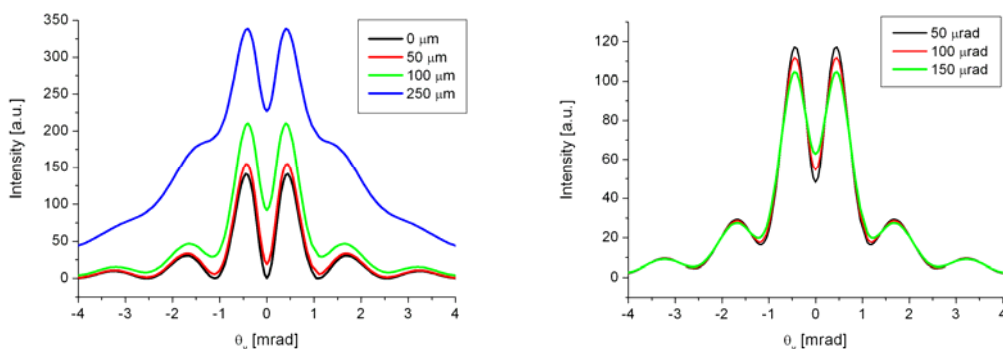 350
300
250
200
150
100
50
0
Intensity [a.u.]
0 μm
50 μm
100 μm
250 μm
-4 -3 -2 -1 0 1 2 3 4
θ [mrad]
120
100
80
60
40
20
0
Intensity [a.u.]
50 μrad
100 μrad
150 μrad
-4 -3 -2 -1 0 1 2 3 4
θ [mrad]